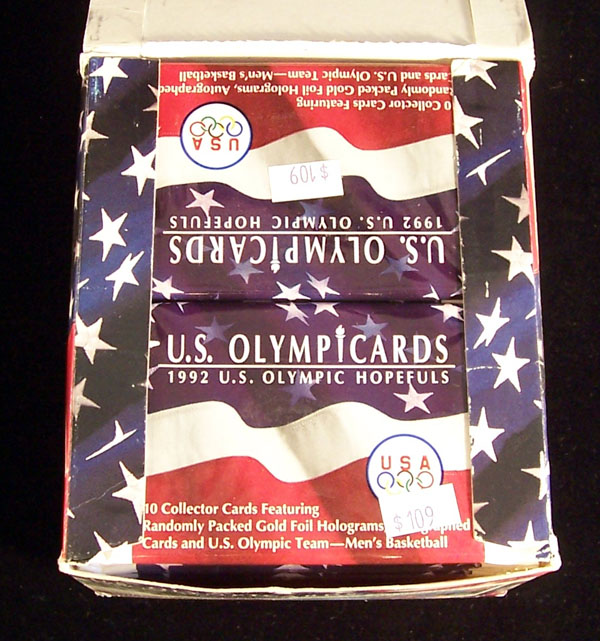 U.S. OLYMPICARDS
1992 U.S. OLYMPIC HOPEFULS
$109
USA
0 Collector Cards Featuring
andomly Packed Gold Foil Holograms, Autographed
ards and U.S. Olympic Team—Men's Basketball
U.S. OLYMPICARDS
1992 U.S. OLYMPIC HOPEFULS
USA
$109
10 Collector Cards Featuring
Randomly Packed Gold Foil Holograms
Cards and U.S. Olympic Team—Men's Basketball